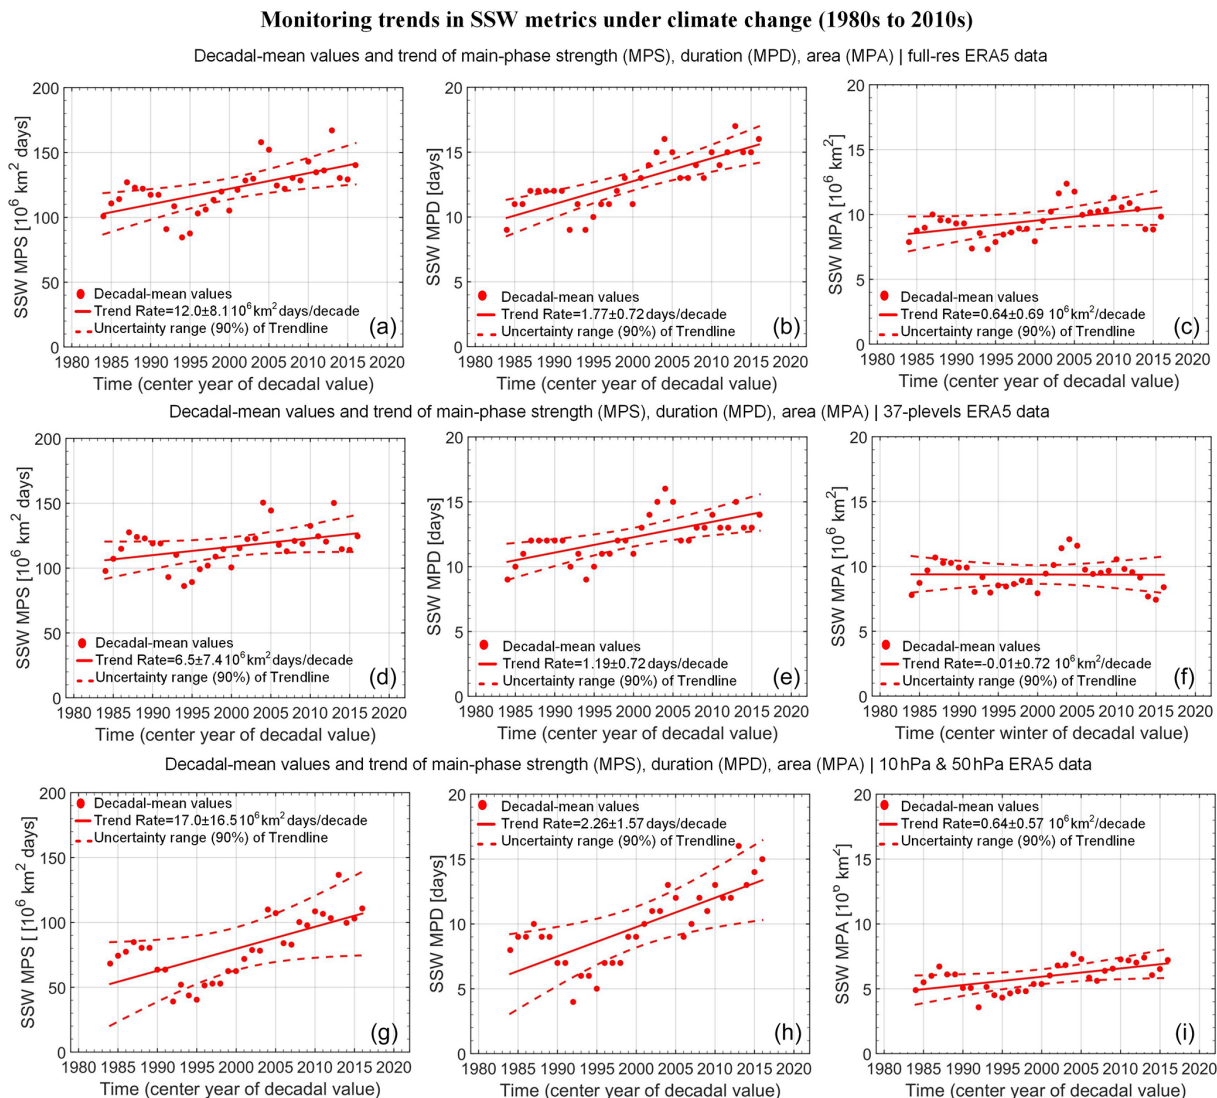 Monitoring trends in SSW metrics under climate change (1980s to 2010s)
Decadal-mean values and trend of main-phase strength (MPS), duration (MPD), area (MPA) | full-res ERA5 data
SSW MPS [10⁶ km² days]
200
150
100
50
0
Decadal-mean values
Trend Rate=12.0±8.1 10⁶ km² days/decade
Uncertainty range (90%) of Trendline
(a)
1980 1985 1990 1995 2000 2005 2010 2015 2020
Time (center year of decadal value)
SSW MPD [days]
20
15
10
5
0
Decadal-mean values
Trend Rate=1.77±0.72 days/decade
Uncertainty range (90%) of Trendline
(b)
1980 1985 1990 1995 2000 2005 2010 2015 2020
Time (center year of decadal value)
SSW MPA [10⁶ km²]
20
15
10
5
0
Decadal-mean values
Trend Rate=0.64±0.69 10⁶ km²/decade
Uncertainty range (90%) of Trendline
(c)
1980 1985 1990 1995 2000 2005 2010 2015 2020
Time (center year of decadal value)
Decadal-mean values and trend of main-phase strength (MPS), duration (MPD), area (MPA) | 37-plevels ERA5 data
SSW MPS [10⁶ km² days]
200
150
100
50
0
Decadal-mean values
Trend Rate=6.5±7.4 10⁶ km² days/decade
Uncertainty range (90%) of Trendline
(d)
1980 1985 1990 1995 2000 2005 2010 2015 2020
Time (center year of decadal value)
SSW MPD [days]
20
15
10
5
0
Decadal-mean values
Trend Rate=1.19±0.72 days/decade
Uncertainty range (90%) of Trendline
(e)
1980 1985 1990 1995 2000 2005 2010 2015 2020
Time (center year of decadal value)
SSW MPA [10⁶ km²]
20
15
10
5
0
Decadal-mean values
Trend Rate=-0.01±0.72 10⁶ km²/decade
Uncertainty range (90%) of Trendline
(f)
1980 1985 1990 1995 2000 2005 2010 2015 2020
Time (center winter of decadal value)
Decadal-mean values and trend of main-phase strength (MPS), duration (MPD), area (MPA) | 10 hPa & 50 hPa ERA5 data
SSW MPS [ [10⁶ km² days]
200
150
100
50
0
Decadal-mean values
Trend Rate=17.0±16.5 10⁶ km² days/decade
Uncertainty range (90%) of Trendline
(g)
1980 1985 1990 1995 2000 2005 2010 2015 2020
Time (center year of decadal value)
SSW MPD [days]
20
15
10
5
0
Decadal-mean values
Trend Rate=2.26±1.57 days/decade
Uncertainty range (90%) of Trendline
(h)
1980 1985 1990 1995 2000 2005 2010 2015 2020
Time (center year of decadal value)
SSW MPA [10⁶ km²]
20
15
10
5
0
Decadal-mean values
Trend Rate=0.64±0.57 10⁶ km²/decade
Uncertainty range (90%) of Trendline
(i)
1980 1985 1990 1995 2000 2005 2010 2015 2020
Time (center year of decadal value)